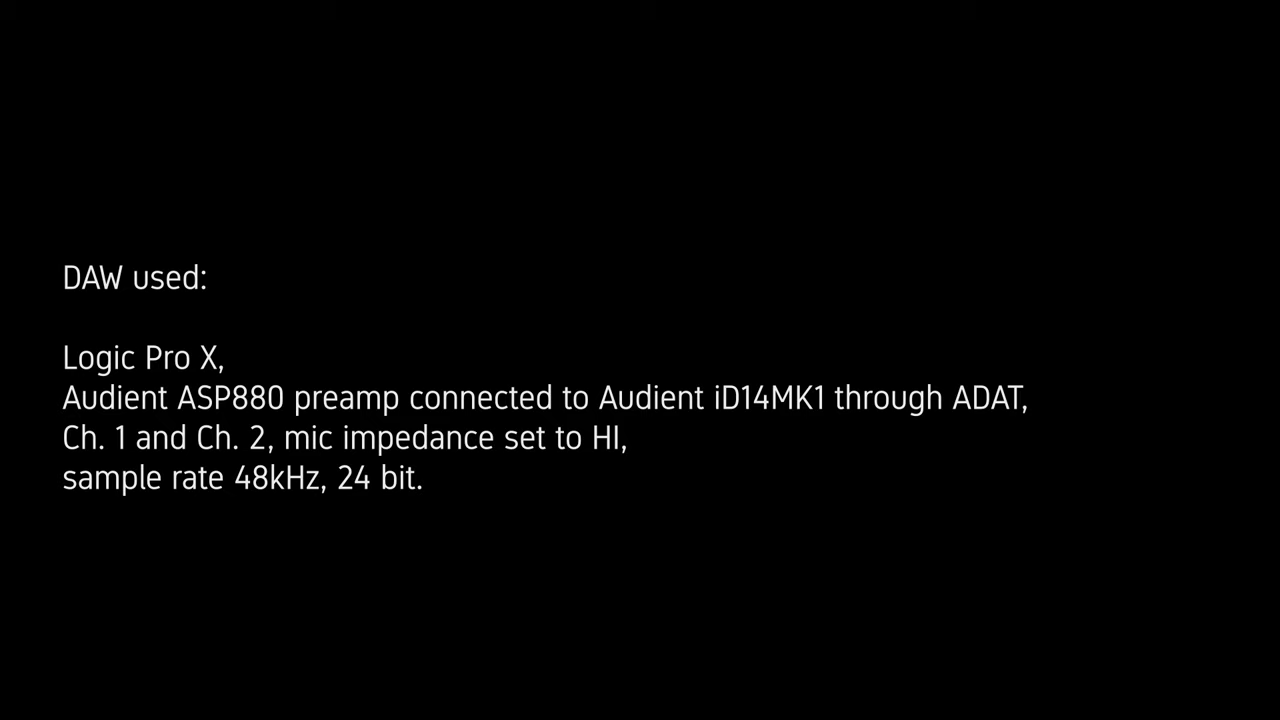 DAW used:
Logic Pro X,
Audient ASP880 preamp connected to Audient iD14MK1 through ADAT,
Ch. 1 and Ch. 2, mic impedance set to HI,
sample rate 48kHz, 24 bit.